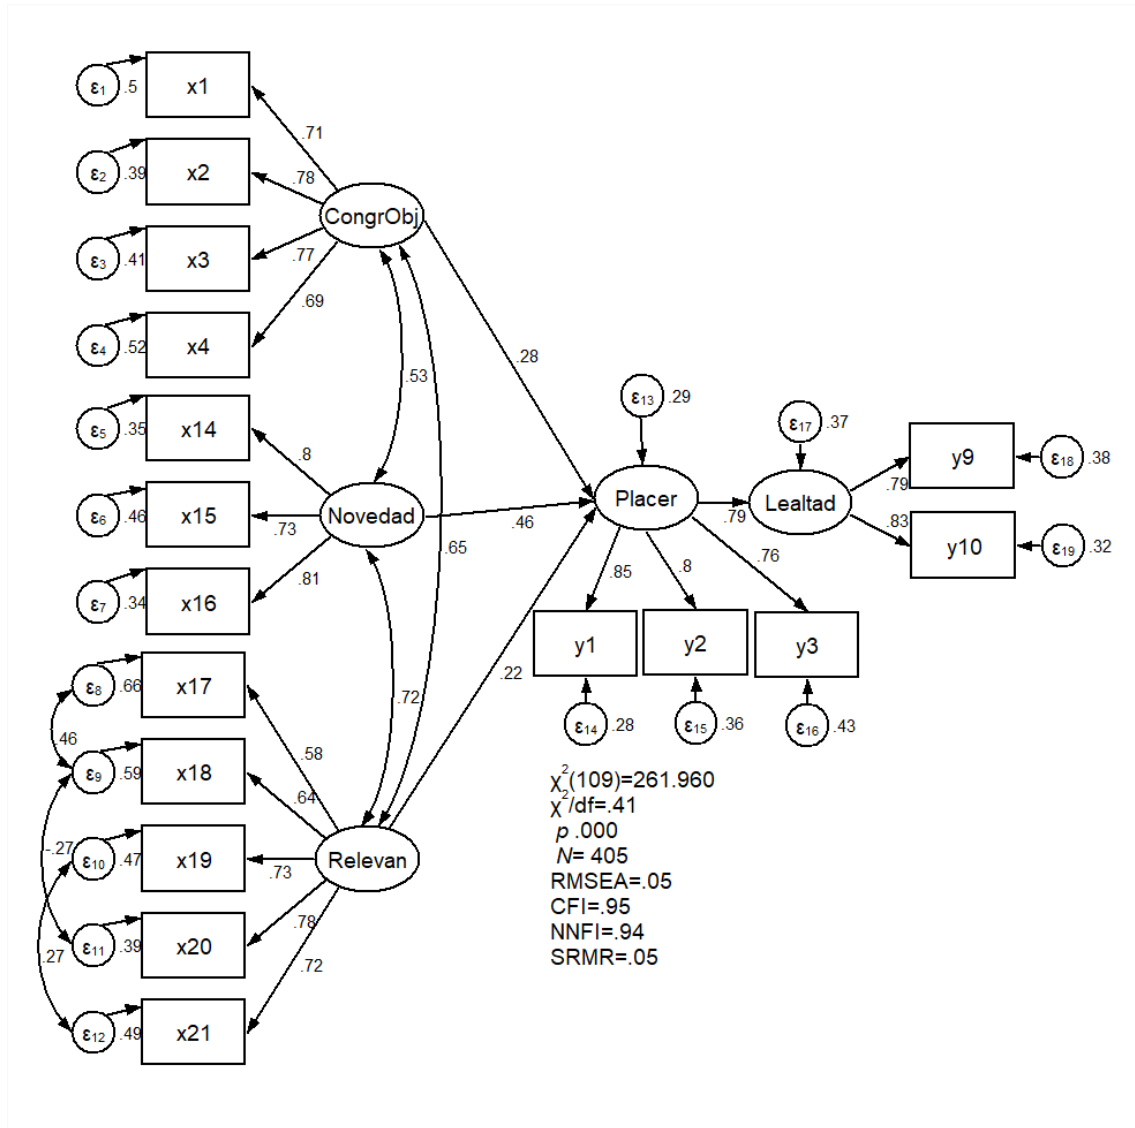 ε1 .5 x1
.71
ε2 .39 x2
.78
CongrObj
ε3 .41 x3
.77
.69
ε4 .52 x4
.28
.53
ε13 .29
ε5 .35 x14
.8
ε17 .37
y9 ε18 .38
.79
Placer
.79
Lealtad
ε6 .46 x15
.73
Novedad
.46
.83
y10 ε19 .32
.65
.76
.85
.8
ε7 .34 x16
.81
y1 y2 y3
ε8 .66 x17
.22
.72
ε14 .28 ε15 .36 ε16 .43
.46
.58
ε9 .59 x18
.64
χ2(109)=261.960
χ2/df=.41
p .000
N= 405
RMSEA=.05
CFI=.95
NNFI=.94
SRMR=.05
-.27
ε10 .47 x19
.73
Relevan
.78
ε11 .39 x20
.27
.72
ε12 .49 x21